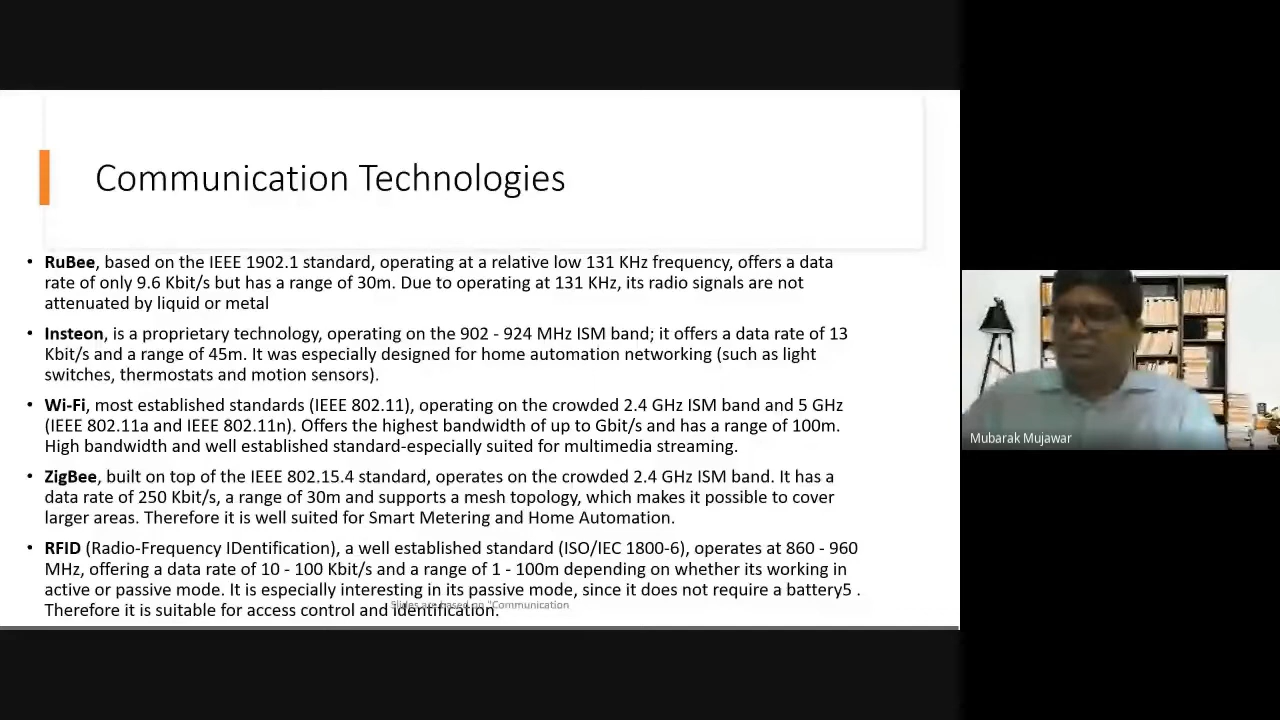 Communication Technologies
• RuBee, based on the IEEE 1902.1 standard, operating at a relative low 131 KHz frequency, offers a data
rate of only 9.6 Kbit/s but has a range of 30m. Due to operating at 131 KHz, its radio signals are not
attenuated by liquid or metal
• Insteon, is a proprietary technology, operating on the 902 - 924 MHz ISM band; it offers a data rate of 13
Kbit/s and a range of 45m. It was especially designed for home automation networking (such as light
switches, thermostats and motion sensors).
• Wi-Fi, most established standards (IEEE 802.11), operating on the crowded 2.4 GHz ISM band and 5 GHz
(IEEE 802.11a and IEEE 802.11n). Offers the highest bandwidth of up to Gbit/s and has a range of 100m.
High bandwidth and well established standard-especially suited for multimedia streaming.
• ZigBee, built on top of the IEEE 802.15.4 standard, operates on the crowded 2.4 GHz ISM band. It has a
data rate of 250 Kbit/s, a range of 30m and supports a mesh topology, which makes it possible to cover
larger areas. Therefore it is well suited for Smart Metering and Home Automation.
• RFID (Radio-Frequency IDentification), a well established standard (ISO/IEC 1800-6), operates at 860 - 960
MHz, offering a data rate of 10 - 100 Kbit/s and a range of 1 - 100m depending on whether its working in
active or passive mode. It is especially interesting in its passive mode, since it does not require a battery5 .
Therefore it is suitable for access control and identification.
Slides are based on "Communication
Mubarak Mujawar